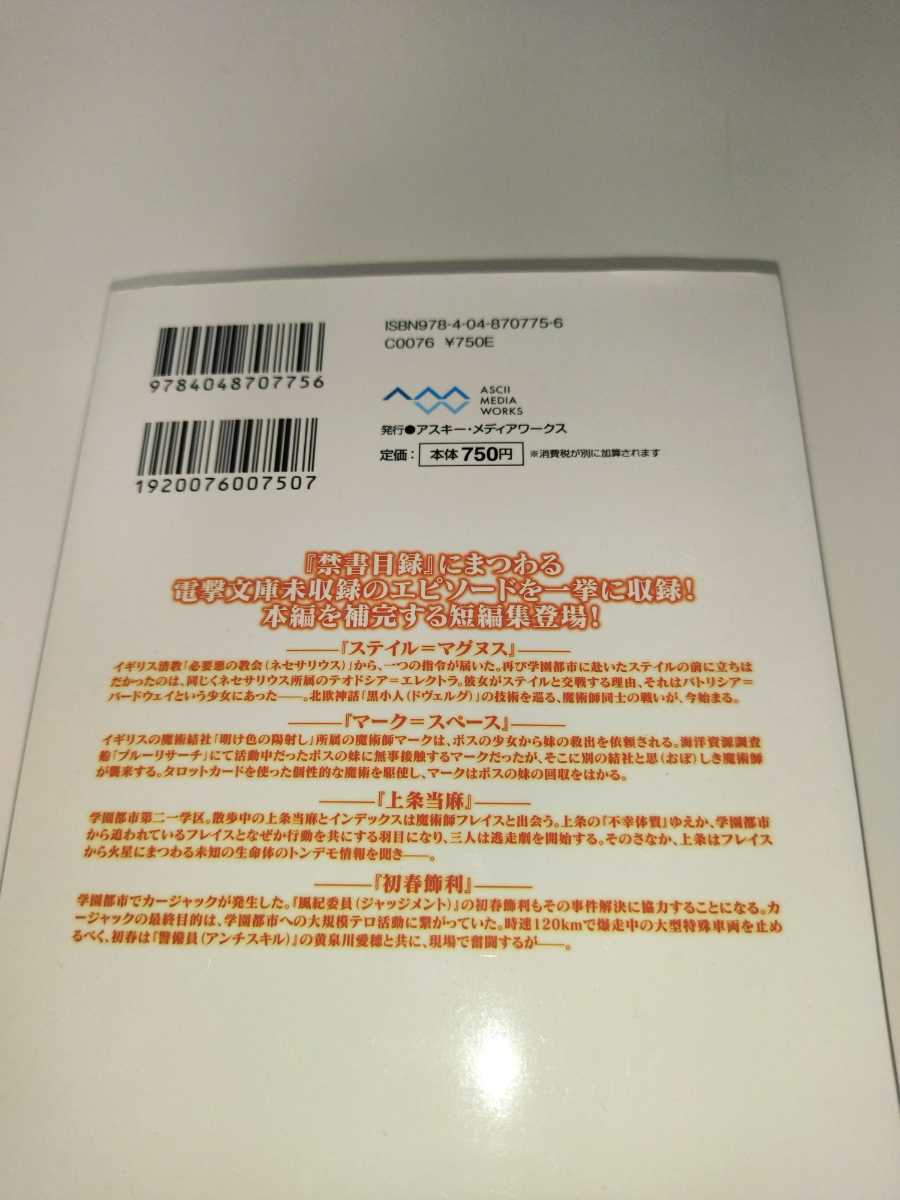 ISBN978-4-04-870775-6
C0076 ¥750E
9784048707756
ASCII
MEDIA
WORKS
発行●アスキー・メディアワークス
定価： 本体750円 ※消費税が別に加算されます
1920076007507
『禁書目録』にまつわる
電撃文庫未収録のエピソードを一挙に収録！
本編を補完する短編集登場！
『ステイル＝マグヌス』
イギリス清教「必要悪の教会（ネセサリウス）」から、一つの指令が届いた。再び学園都市に赴いたステイルの前に立ちは
だかったのは、同じくネセサリウス所属のテオドシア＝エレクトラ。彼女がステイルと交戦する理由、それはパトリシア＝
バードウェイという少女にあった――。北欧神話「黒小人（ドヴェルグ）」の技術を巡る、魔術師同士の戦いが、今始まる。
『マーク＝スペース』
イギリスの魔術結社「明け色の陽射し」所属の魔術師マークは、ボスの少女から妹の救出を依頼される。海洋資源調査
船「ブルーリサーチ」にて活動中だったボスの妹に無事接触するマークだったが、そこに別の結社と思（おぼ）しき魔術師
が襲来する。タロットカードを使った個性的な魔術を駆使し、マークはボスの妹の回収をはかる。
『上条当麻』
学園都市第二一学区。散歩中の上条当麻とインデックスは魔術師フレイスと出会う。上条の「不幸体質」ゆえか、学園都市
から追われているフレイスとなぜか行動を共にする羽目になり、三人は逃走劇を開始する。そのさなか、上条はフレイス
から火星にまつわる未知の生命体のトンデモ情報を聞き――。
『初春飾利』
学園都市でカージャックが発生した。「風紀委員（ジャッジメント）」の初春飾利もその事件解決に協力することになる。カ
ージャックの最終目的は、学園都市への大規模テロ活動に繋がっていた。時速120kmで爆走中の大型特殊車両を止め
るべく、初春は「警備員（アンチスキル）」の黄泉川愛穂と共に、現場で奮闘するが――。